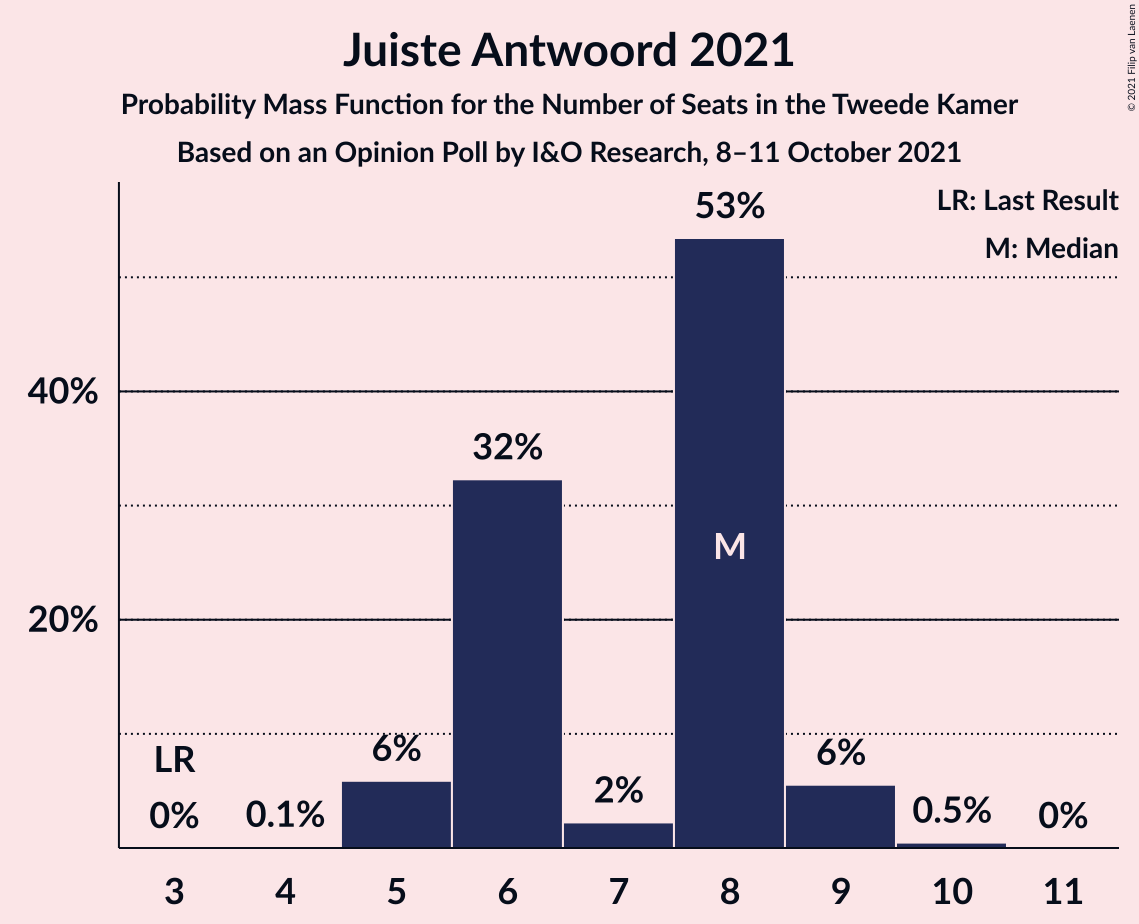 Juiste Antwoord 2021
Probability Mass Function for the Number of Seats in the Tweede Kamer
Based on an Opinion Poll by I&O Research, 8–11 October 2021
© 2021 Filip van Laenen
LR: Last Result
M: Median
53%
40%
32%
M
20%
LR
6%
6%
2%
0%
0.1%
0.5%
0%
3 4 5 6 7 8 9 10 11